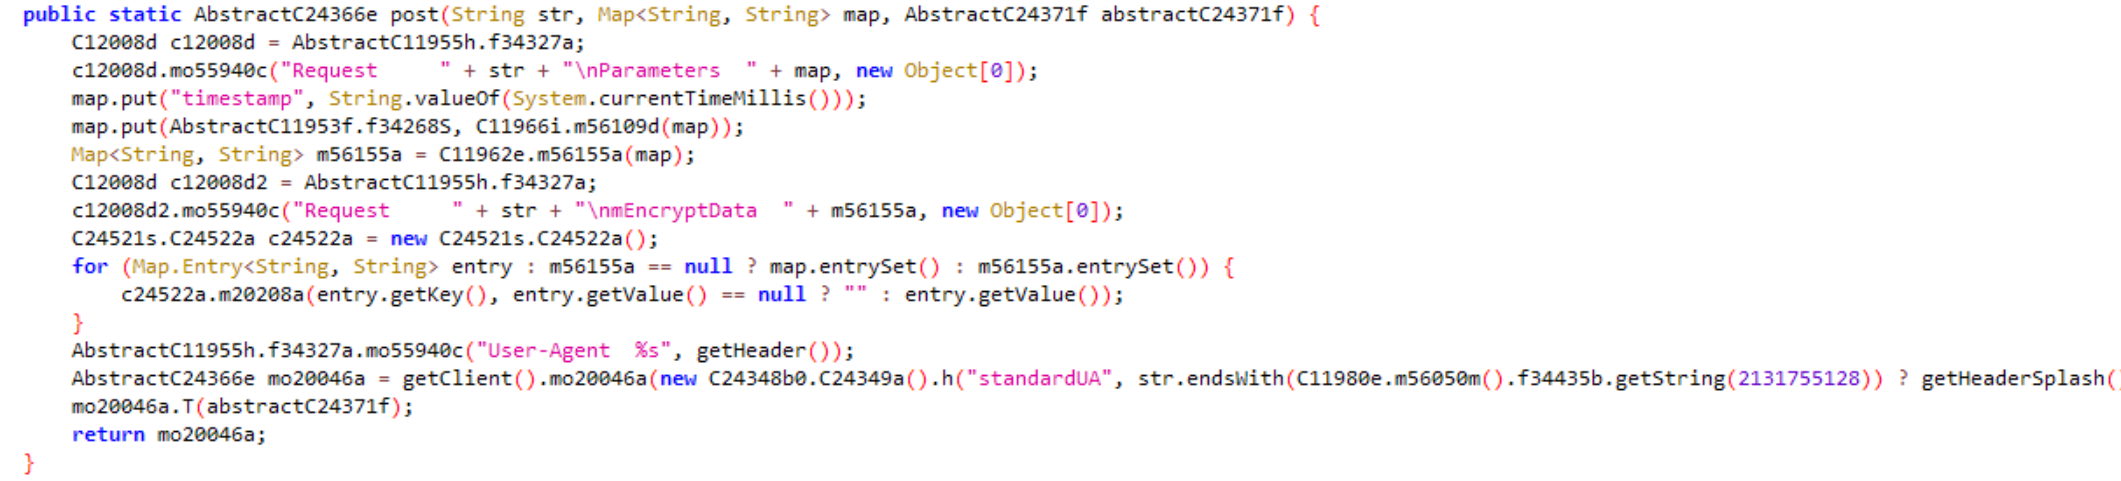 public static AbstractC24366e post(String str, Map<String, String> map, AbstractC24371f abstractC24371f) {
    C12008d c12008d = AbstractC11955h.f34327a;
    c12008d.mo55940c("Request     " + str + "\nParameters  " + map, new Object[0]);
    map.put("timestamp", String.valueOf(System.currentTimeMillis()));
    map.put(AbstractC11953f.f34268S, C11966i.m56109d(map));
    Map<String, String> m56155a = C11962e.m56155a(map);
    C12008d c12008d2 = AbstractC11955h.f34327a;
    c12008d2.mo55940c("Request     " + str + "\nmEncryptData  " + m56155a, new Object[0]);
    C24521s.C24522a c24522a = new C24521s.C24522a();
    for (Map.Entry<String, String> entry : m56155a == null ? map.entrySet() : m56155a.entrySet()) {
        c24522a.m20208a(entry.getKey(), entry.getValue() == null ? "" : entry.getValue());
    }
    AbstractC11955h.f34327a.mo55940c("User-Agent  %s", getHeader());
    AbstractC24366e mo20046a = getClient().mo20046a(new C24348b0.C24349a().h("standardUA", str.endsWith(C11980e.m56050m().f34435b.getString(2131755128)) ? getHeaderSplash(
    mo20046a.T(abstractC24371f);
    return mo20046a;
}